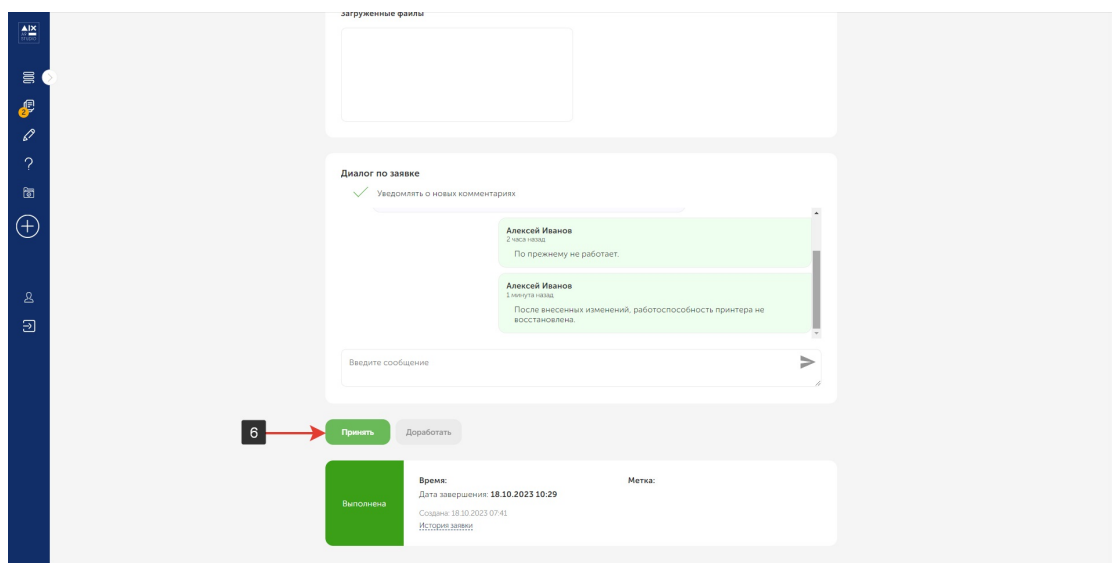 Загруженные файлы
2
Диалог по заявке
Уведомлять о новых комментариях
Алексей Иванов
2 часа назад
По прежнему не работает.
Алексей Иванов
1 минута назад
После внесенных изменений, работоспособность принтера не
восстановлена.
Введите сообщение
6
Принять Доработать
Выполнена
Время: Метка:
Дата завершения: 18.10.2023 10:29
Создана: 18.10.2023 07:41
История заявки